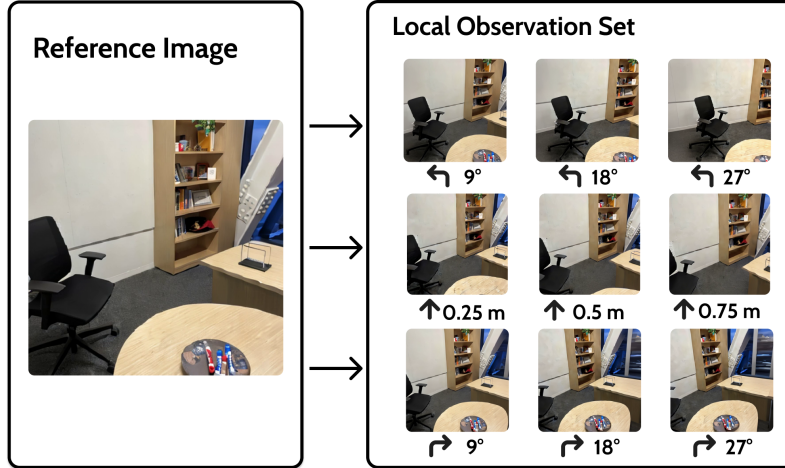 Reference Image
Local Observation Set
9°
18°
27°
0.25 m
0.5 m
0.75 m
9°
18°
27°